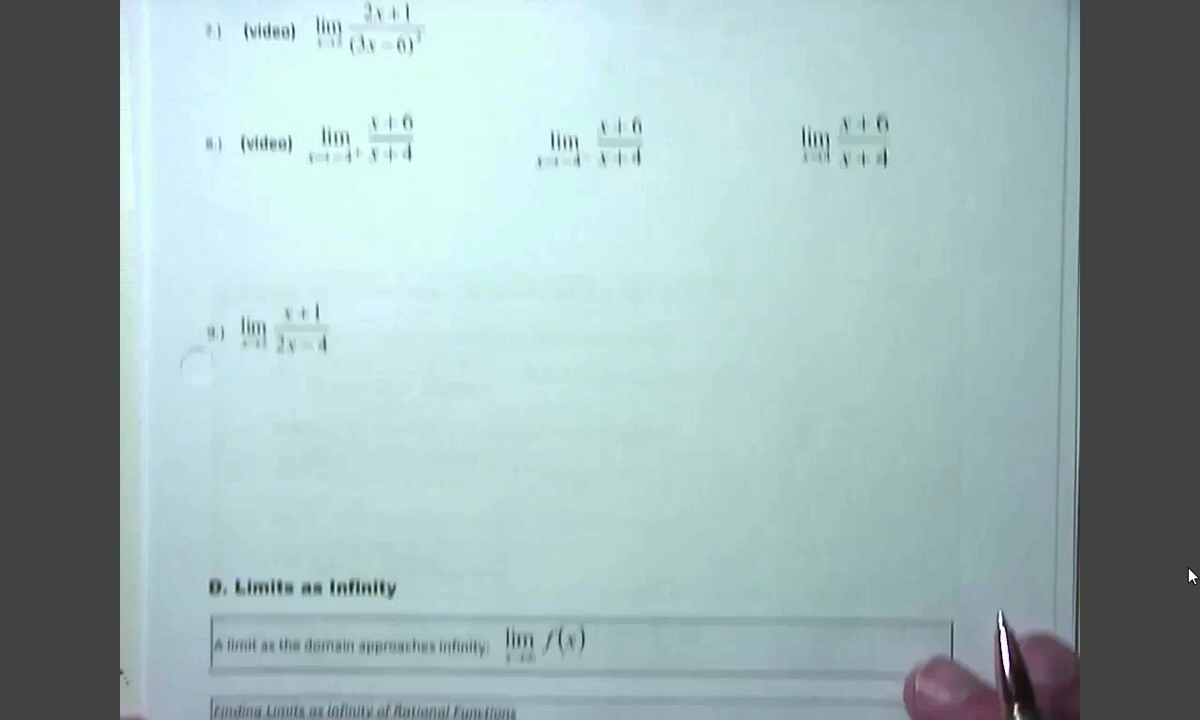 7.) (video) lim 2x+1 / (3x-6)
8.) (video) lim x→-4⁺ x+6 / x+4 lim x→-4 x+6 / x+4 lim x+6 / x+4
9.) lim x+1 / 2x-4
D. Limits as Infinity
A limit as the domain approaches infinity: lim x→∞ f(x)
Finding Limits as infinity of Rational Functions